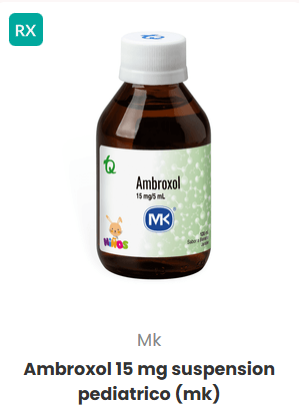 RX
Ambroxol
15 mg/5 mL
MK
NiÑOS
Mk
Ambroxol 15 mg suspension
pediatrico (mk)